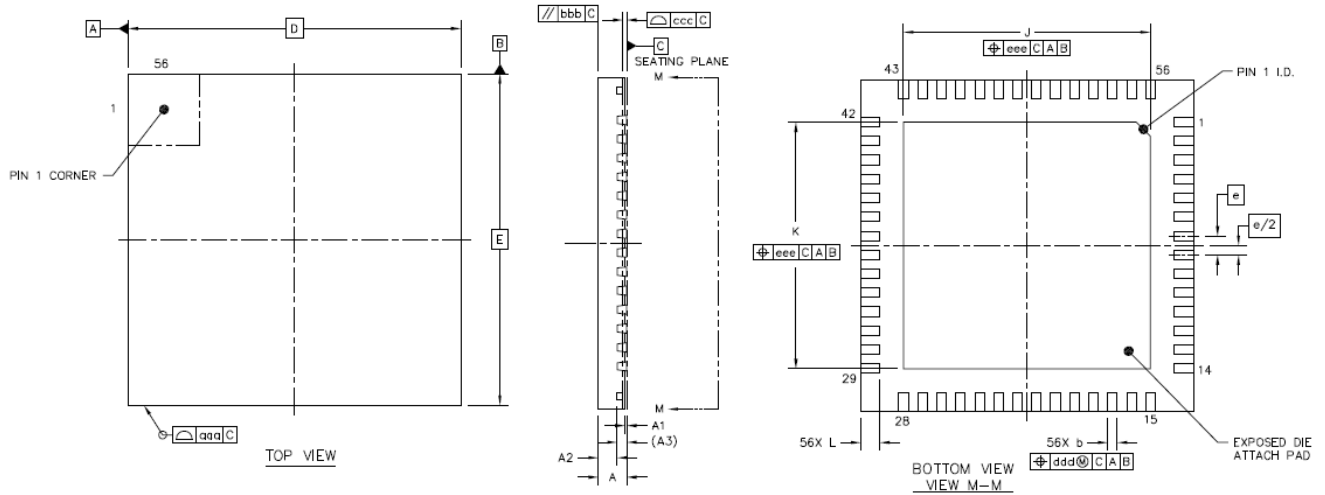 A
D
B
56
1
PIN 1 CORNER
E
aaa C
TOP VIEW
// bbb C
ccc C
C
SEATING PLANE
M
M
A1
(A3)
A2
A
J
eee C A B
43
56
PIN 1 I.D.
42
1
e
e/2
K
eee C A B
29
14
28
15
56X L
56X b
ddd Ⓜ C A B
EXPOSED DIE
ATTACH PAD
BOTTOM VIEW
VIEW M-M